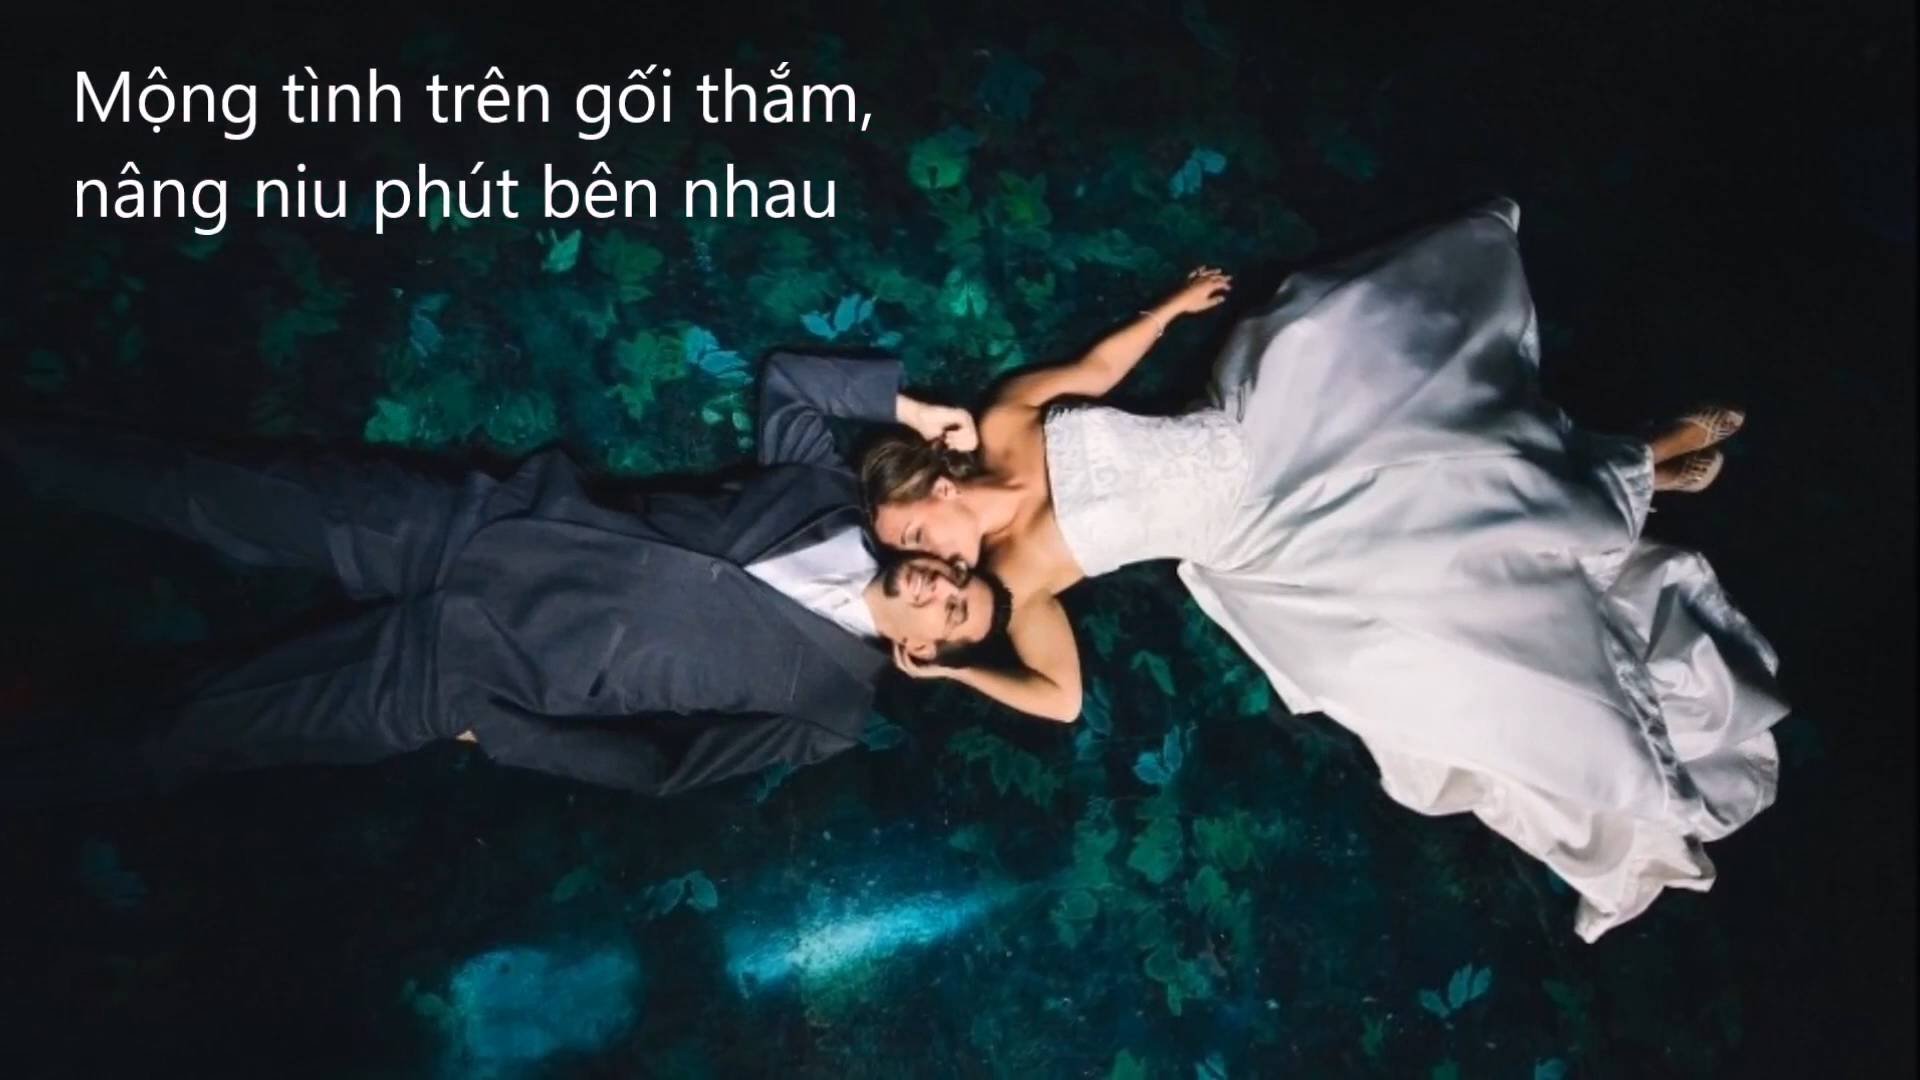 Mộng tình trên gối thắm,
nâng niu phút bên nhau